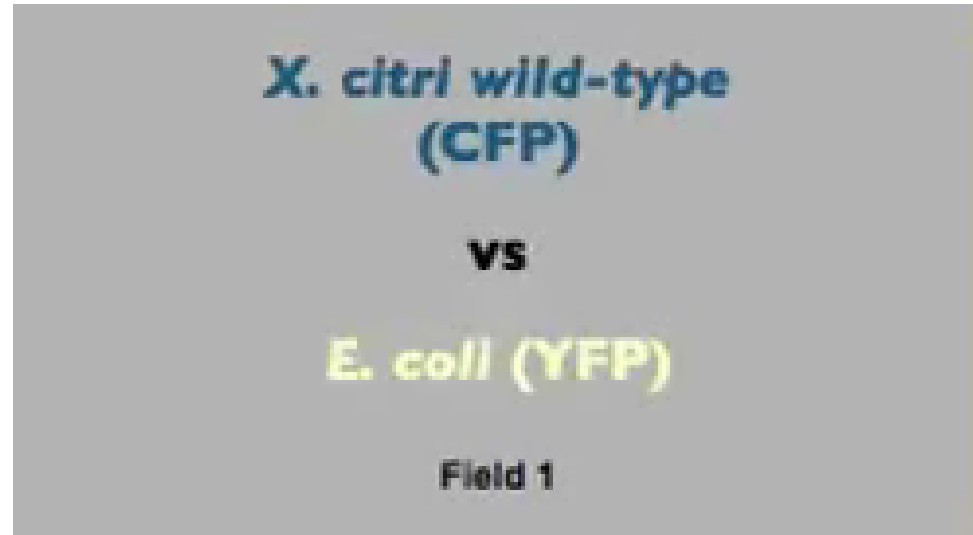 X. citri wild-type
(CFP)
vs
E. coli (YFP)
Field 1